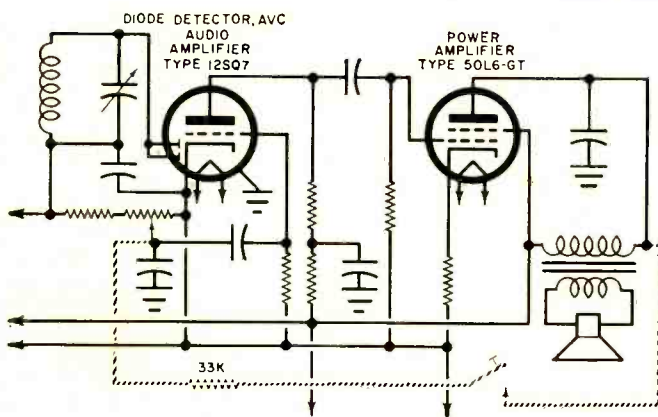 DIODE DETECTOR, AVC
AUDIO
AMPLIFIER
TYPE 12SQ7
POWER
AMPLIFIER
TYPE 50L6-GT
33K